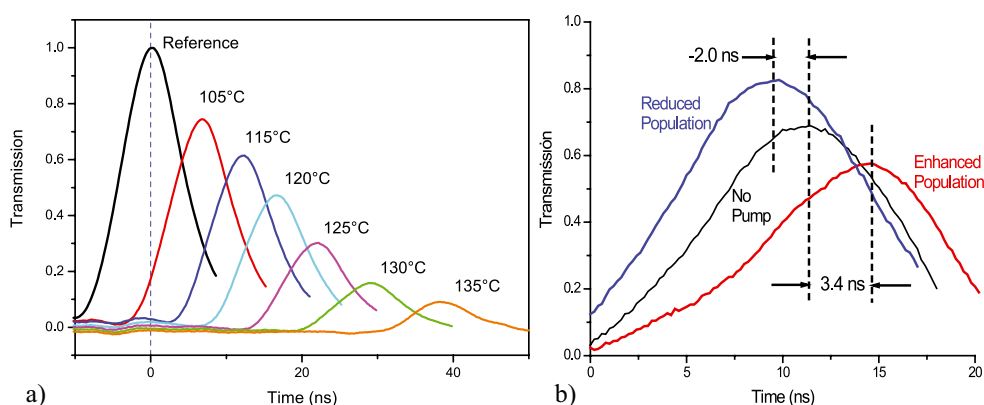 Reference
105°C
115°C
120°C
125°C
130°C
135°C
Transmission
1.0
0.8
0.6
0.4
0.2
0.0
0
20
40
Time (ns)
a)
-2.0 ns
Reduced
Population
No
Pump
Enhanced
Population
3.4 ns
Transmission
1.0
0.8
0.6
0.4
0.2
0.0
0
5
10
15
20
Time (ns)
b)